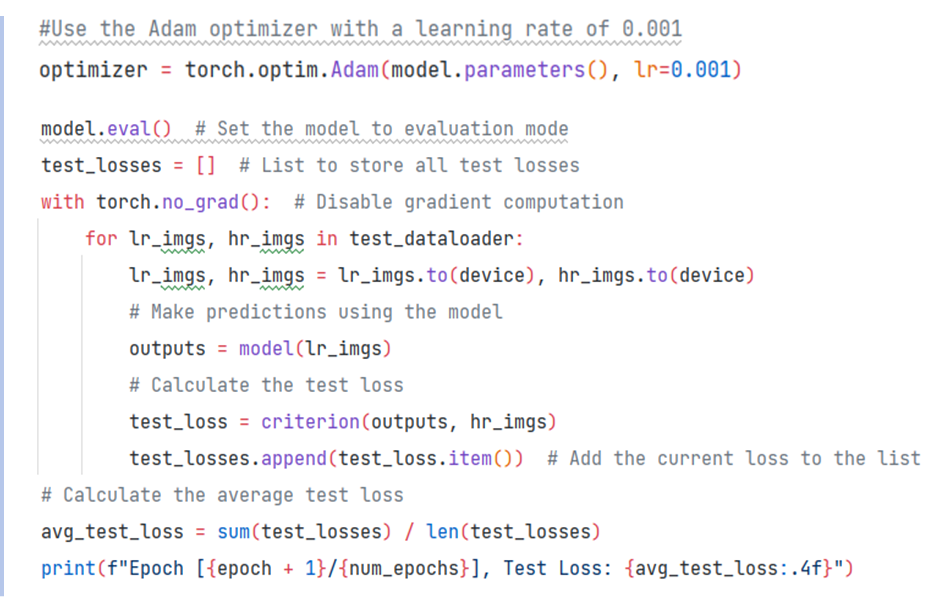 #Use the Adam optimizer with a learning rate of 0.001
optimizer = torch.optim.Adam(model.parameters(), lr=0.001)
model.eval()  # Set the model to evaluation mode
test_losses = []  # List to store all test losses
with torch.no_grad():  # Disable gradient computation
    for lr_imgs, hr_imgs in test_dataloader:
        lr_imgs, hr_imgs = lr_imgs.to(device), hr_imgs.to(device)
        # Make predictions using the model
        outputs = model(lr_imgs)
        # Calculate the test loss
        test_loss = criterion(outputs, hr_imgs)
        test_losses.append(test_loss.item())  # Add the current loss to the list
# Calculate the average test loss
avg_test_loss = sum(test_losses) / len(test_losses)
print(f"Epoch [{epoch + 1}/{num_epochs}], Test Loss: {avg_test_loss:.4f}")